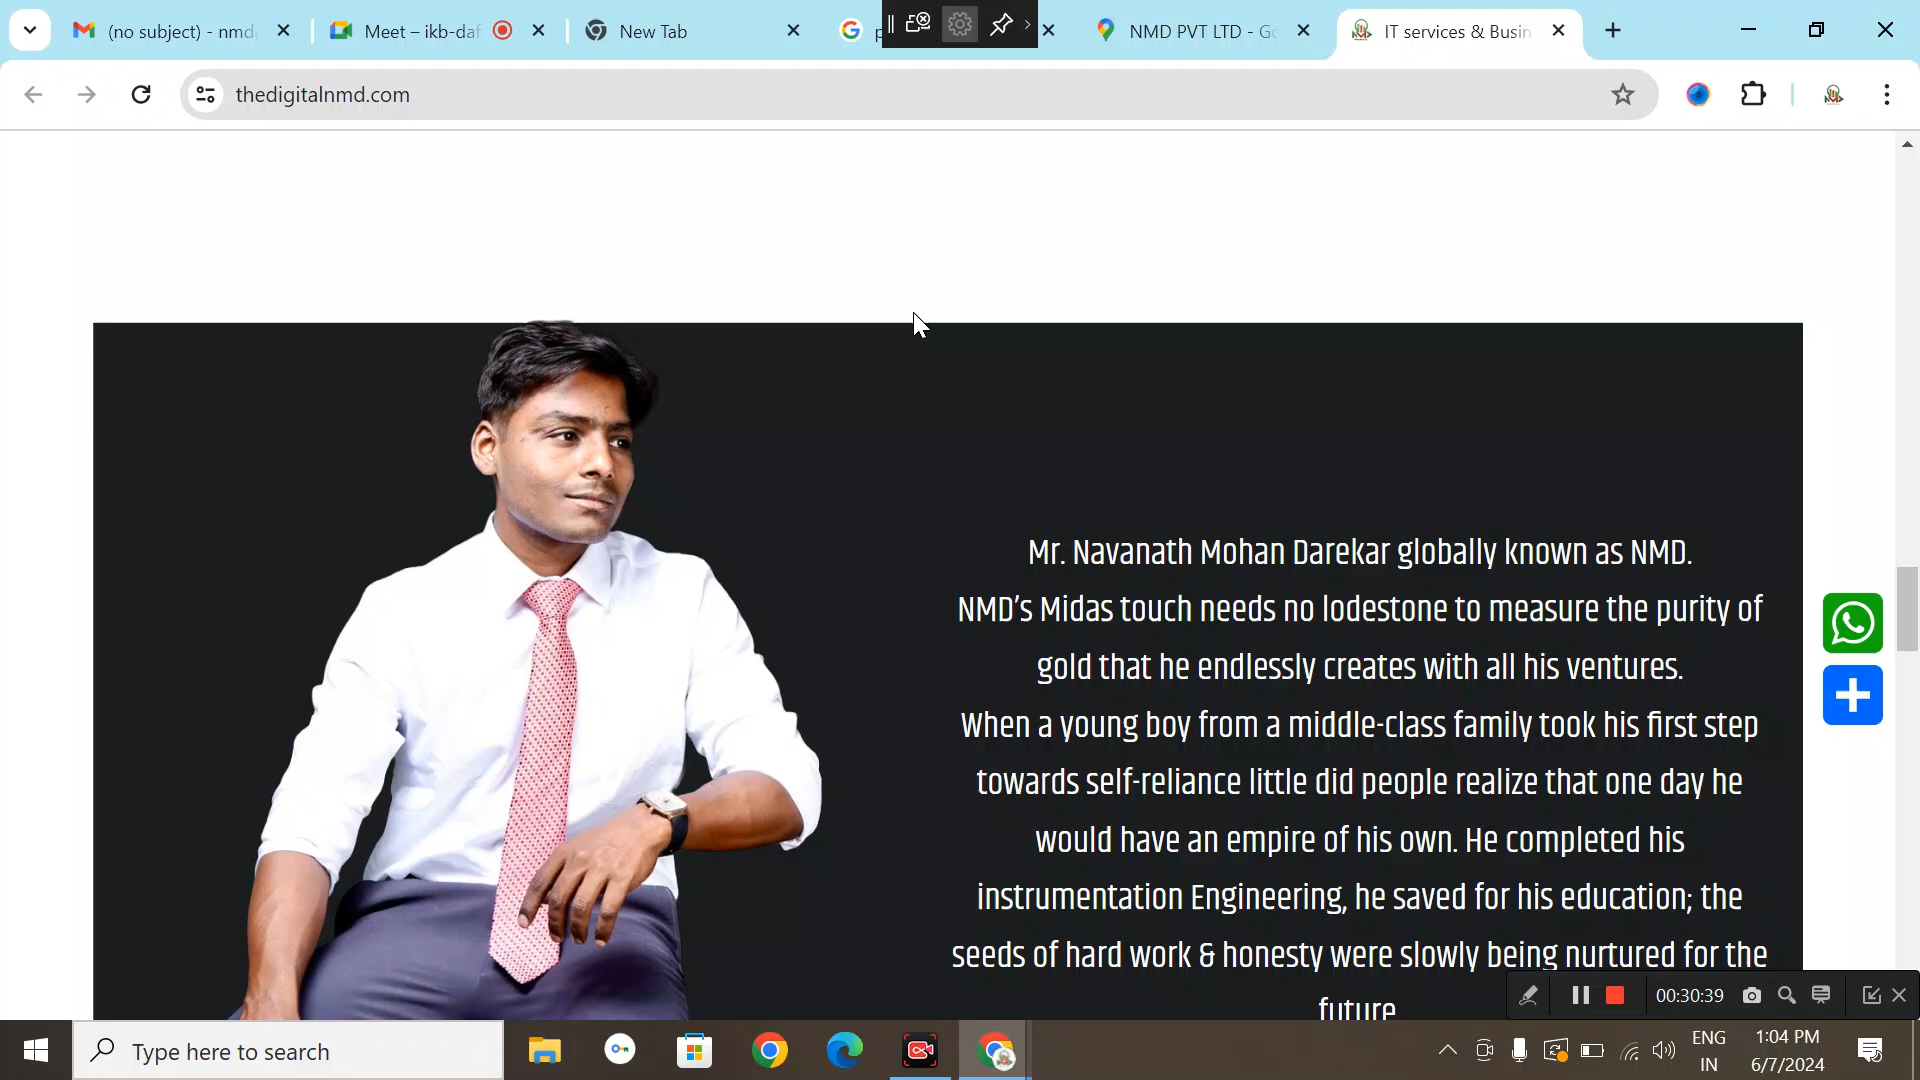 (no subject) - nmd
Meet – ikb-daf
New Tab
NMD PVT LTD - Go
IT services & Busin
thedigitalnmd.com
Mr. Navanath Mohan Darekar globally known as NMD.
NMD’s Midas touch needs no lodestone to measure the purity of
gold that he endlessly creates with all his ventures.
When a young boy from a middle-class family took his first step
towards self-reliance little did people realize that one day he
would have an empire of his own. He completed his
instrumentation Engineering, he saved for his education; the
seeds of hard work & honesty were slowly being nurtured for the
future
00:30:39
Type here to search
ENG
IN
1:04 PM
6/7/2024